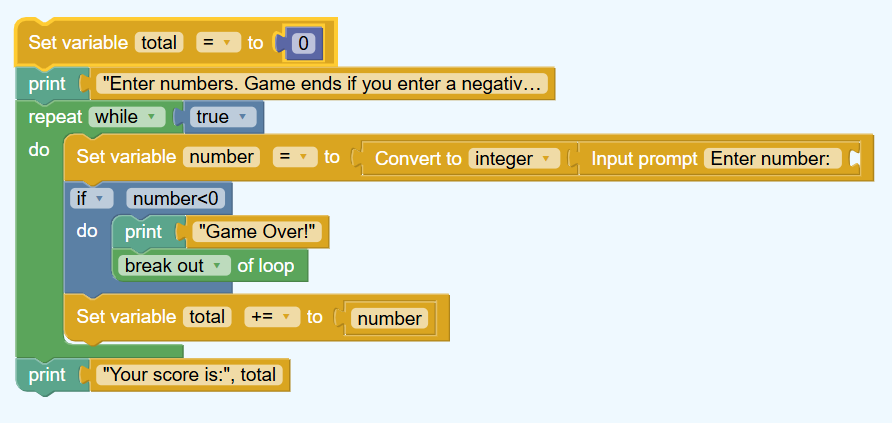 Set variable total = to 0
print "Enter numbers. Game ends if you enter a negativ…
repeat while true
do Set variable number = to Convert to integer Input prompt Enter number:
if number<0
do print "Game Over!"
break out of loop
Set variable total += to number
print "Your score is:", total